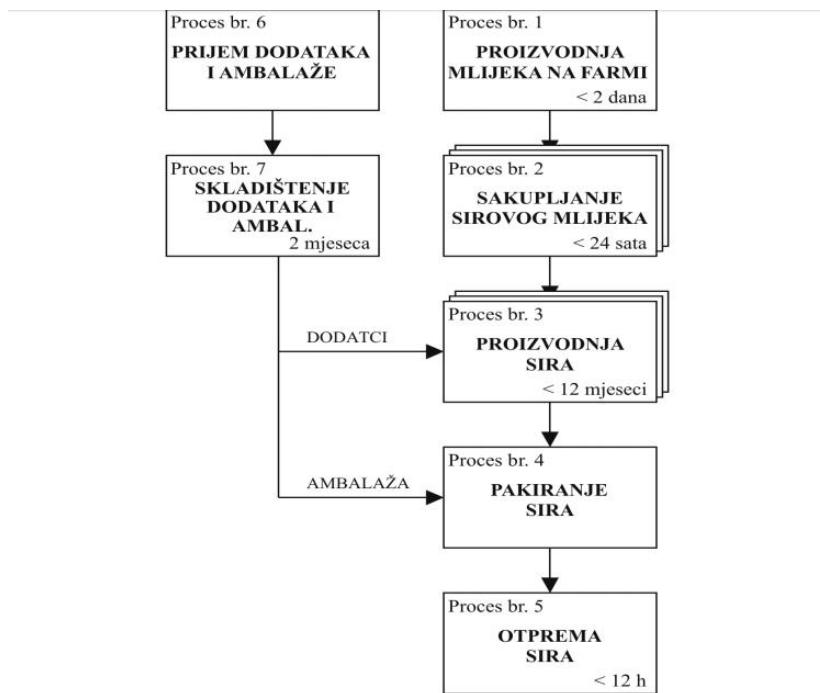 Proces br. 6
PRIJEM DODATAKA
I AMBALAŽE
Proces br. 1
PROIZVODNJA
MLIJEKA NA FARMI
< 2 dana
Proces br. 7
SKLADIŠTENJE
DODATAKA I
AMBAL.
2 mjeseca
Proces br. 2
SAKUPLJANJE
SIROVOG MLIJEKA
< 24 sata
DODATCI
Proces br. 3
PROIZVODNJA
SIRA
< 12 mjeseci
AMBALAŽA
Proces br. 4
PAKIRANJE
SIRA
Proces br. 5
OTPREMA
SIRA
< 12 h